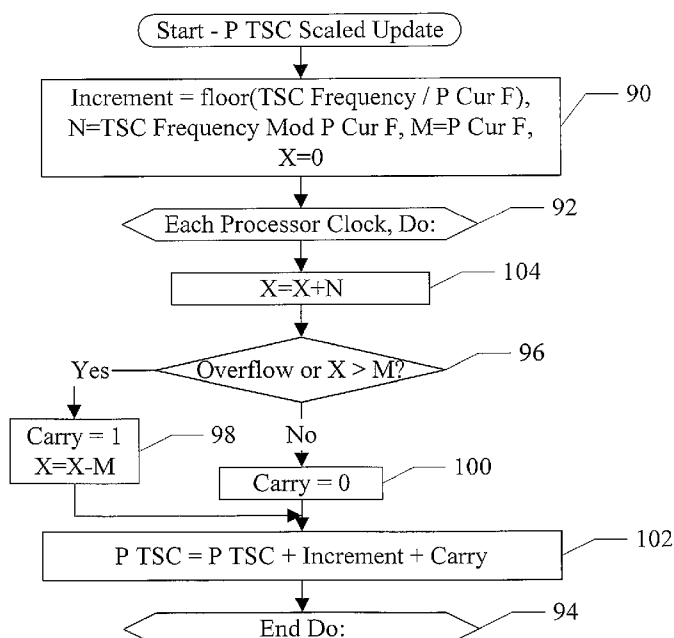 Start - P TSC Scaled Update
Increment = floor(TSC Frequency / P Cur F),
N=TSC Frequency Mod P Cur F, M=P Cur F,
X=0
90
Each Processor Clock, Do:
92
X=X+N
104
Overflow or X > M?
96
Yes
Carry = 1
X=X-M
98
No
Carry = 0
100
P TSC = P TSC + Increment + Carry
102
End Do:
94